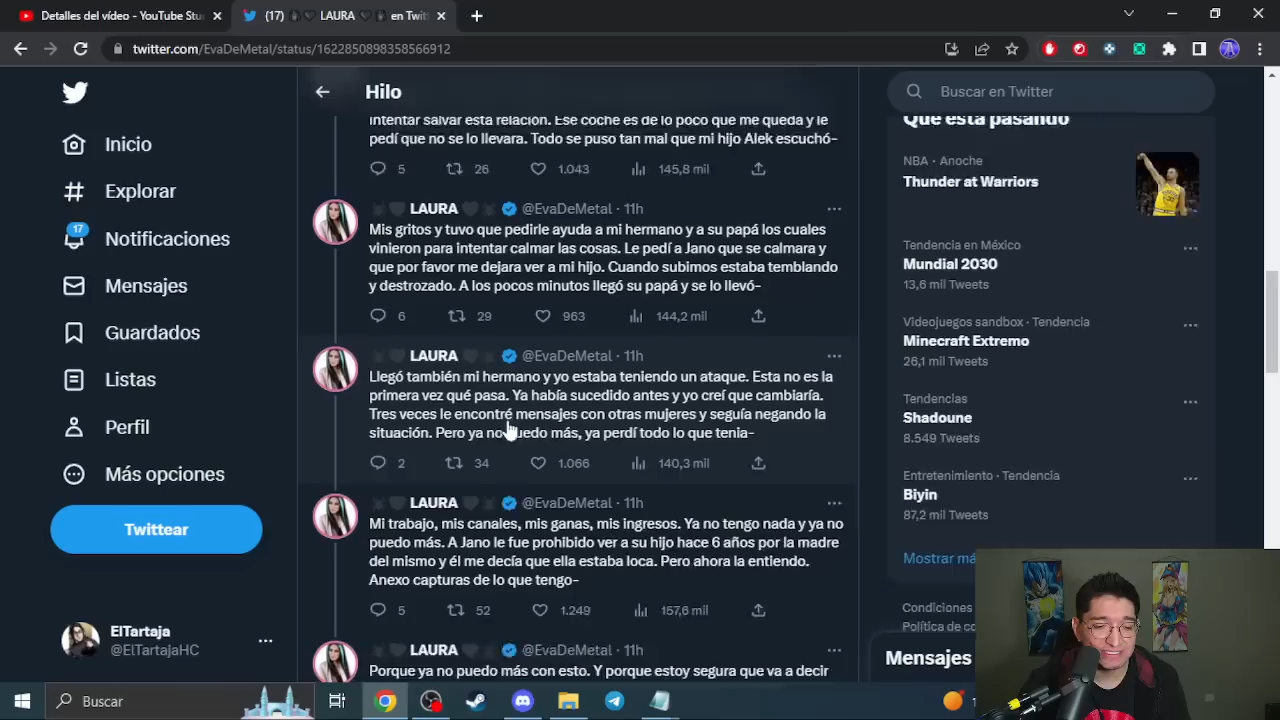 Detalles del vídeo - YouTube Stu
(17) LAURA en Twit
twitter.com/EvaDeMetal/status/1622850898358566912
Inicio
Explorar
17
Notificaciones
Mensajes
Guardados
Listas
Perfil
Más opciones
Twittear
ElTartaja
@ElTartajaHC
Hilo
intentar salvar esta relación. Ese coche es de lo poco que me queda y le
pedí que no se lo llevara. Todo se puso tan mal que mi hijo Alek escuchó-
5 26 1.043 145,8 mil
LAURA @EvaDeMetal · 11h
Mis gritos y tuvo que pedirle ayuda a mi hermano y a su papá los cuales
vinieron para intentar calmar las cosas. Le pedí a Jano que se calmara y
que por favor me dejara ver a mi hijo. Cuando subimos estaba temblando
y destrozado. A los pocos minutos llegó su papá y se lo llevó-
6 29 963 144,2 mil
LAURA @EvaDeMetal · 11h
Llegó también mi hermano y yo estaba teniendo un ataque. Esta no es la
primera vez qué pasa. Ya había sucedido antes y yo creí que cambiaría.
Tres veces le encontré mensajes con otras mujeres y seguía negando la
situación. Pero ya no puedo más, ya perdí todo lo que tenia-
2 34 1.066 140,3 mil
LAURA @EvaDeMetal · 11h
Mi trabajo, mis canales, mis ganas, mis ingresos. Ya no tengo nada y ya no
puedo más. A Jano le fue prohibido ver a su hijo hace 6 años por la madre
del mismo y él me decía que ella estaba loca. Pero ahora la entiendo.
Anexo capturas de lo que tengo-
5 52 1.249 157,6 mil
LAURA @EvaDeMetal · 11h
Porque ya no puedo más con esto. Y porque estoy segura que va a decir
Buscar en Twitter
Qué está pasando
NBA · Anoche
Thunder at Warriors
Tendencia en México
Mundial 2030
13,6 mil Tweets
Videojuegos sandbox · Tendencia
Minecraft Extremo
26,1 mil Tweets
Tendencias
Shadoune
8.549 Tweets
Entretenimiento · Tendencia
Biyin
87,2 mil Tweets
Mostrar má
Condiciones
Política de co
Mensajes
Buscar